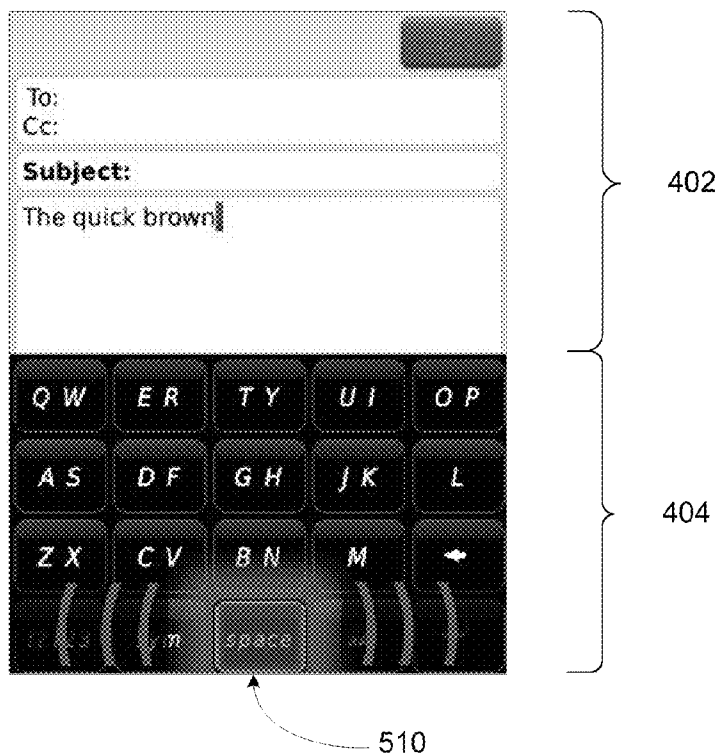 To:
Cc:
Subject:
The quick brown
402
Q W E R T Y U I O P
A S D F G H J K L
404
Z X C V B N M
space
510